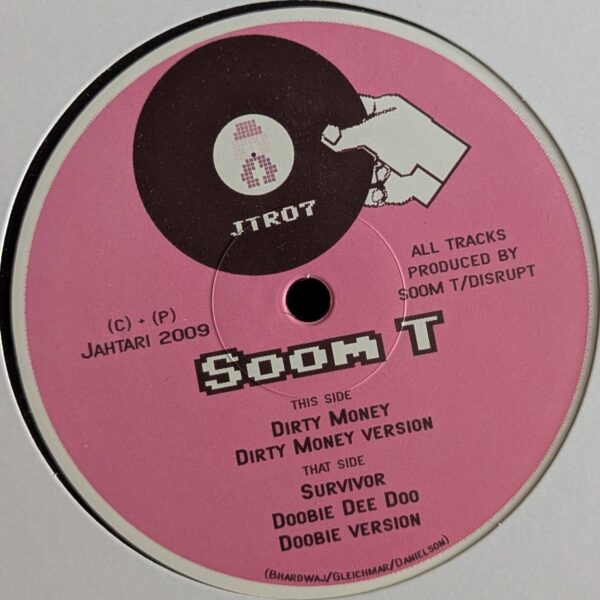 JTR07
ALL TRACKS
PRODUCED BY
SOOM T/DISRUPT
(C) + (P)
JAHTARI 2009
SOOM T
THIS SIDE
DIRTY MONEY
DIRTY MONEY VERSION
THAT SIDE
SURVIVOR
DOOBIE DEE DOO
DOOBIE VERSION
(BHARDWAJ/GLEICHMAR/DANIELSON)